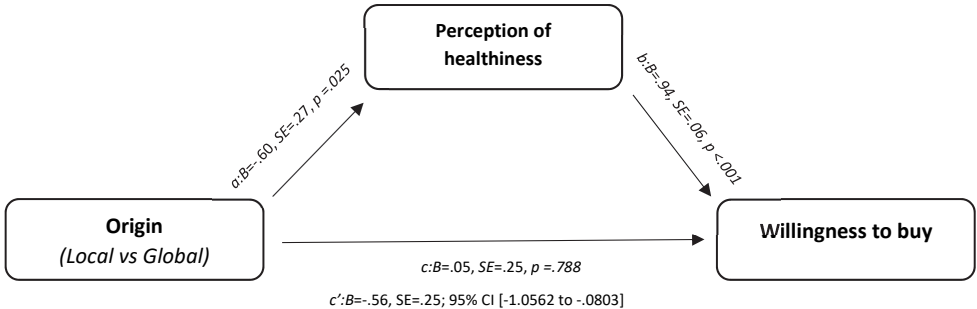 Perception of
healthiness
a:B=-.60, SE=.27, p =.025
b:B=.94, SE=.06, p <.001
Origin
(Local vs Global)
Willingness to buy
c:B=.05, SE=.25, p =.788
c’:B=-.56, SE=.25; 95% CI [-1.0562 to -.0803]